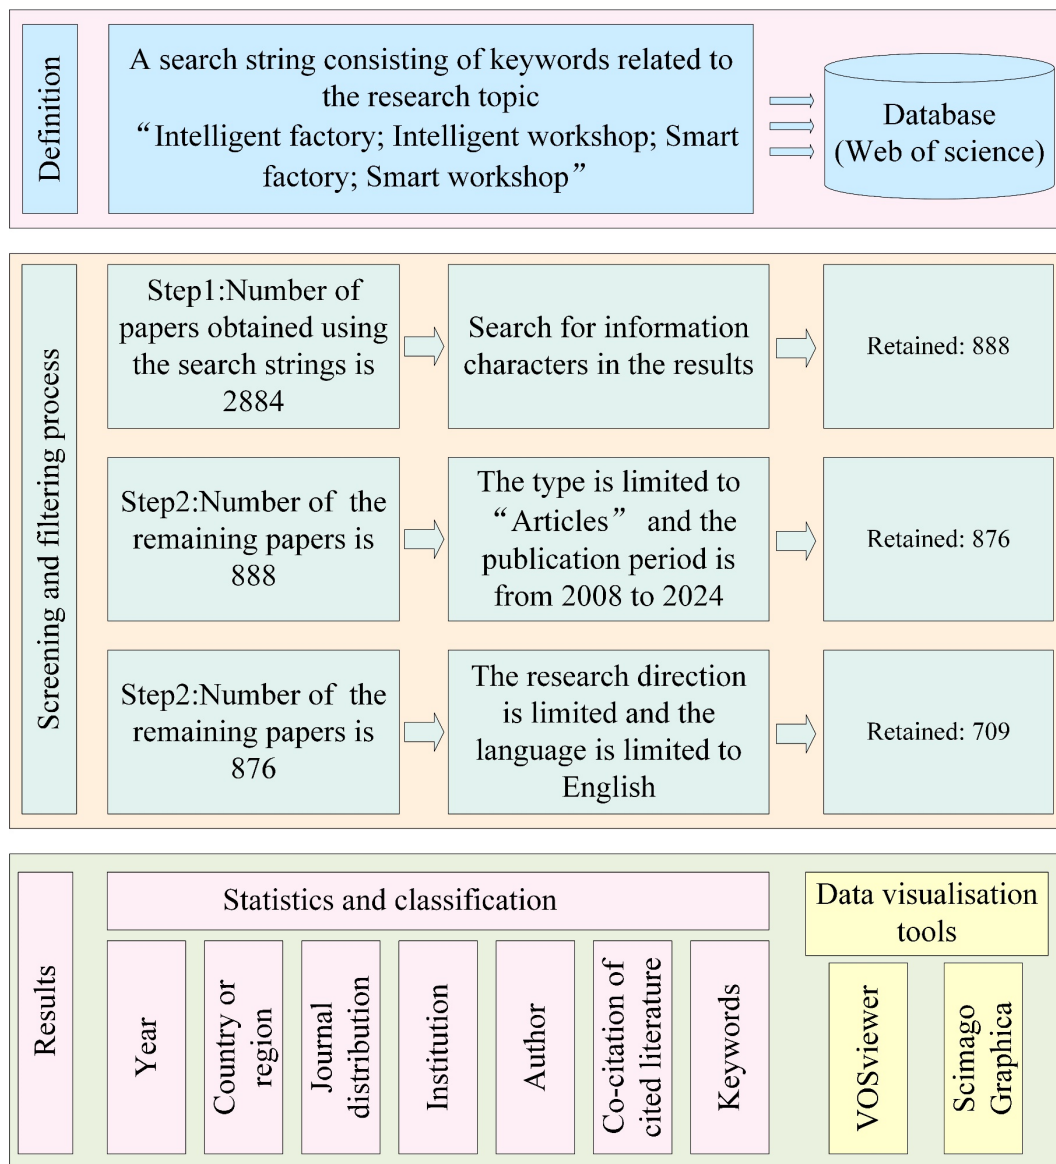 Definition
A search string consisting of keywords related to
the research topic
“Intelligent factory; Intelligent workshop; Smart
factory; Smart workshop”
Database
(Web of science)
Screening and filtering process
Step1:Number of
papers obtained using
the search strings is
2884
Search for information
characters in the results
Retained: 888
Step2:Number of the
remaining papers is
888
The type is limited to
“Articles” and the
publication period is
from 2008 to 2024
Retained: 876
Step2:Number of the
remaining papers is
876
The research direction
is limited and the
language is limited to
English
Retained: 709
Results
Statistics and classification
Year
Country or
region
Journal
distribution
Institution
Author
Co-citation of
cited literature
Keywords
Data visualisation
tools
VOSviewer
Scimago
Graphica